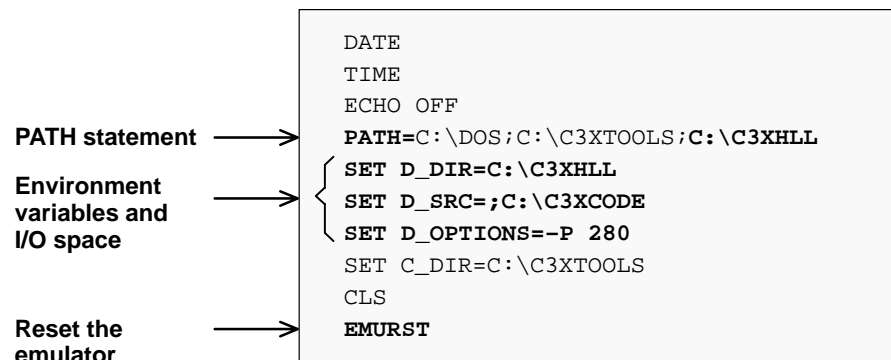 DATE
TIME
ECHO OFF
PATH statement
PATH=C:\DOS;C:\C3XTOOLS;C:\C3XHLL
Environment
variables and
I/O space
SET D_DIR=C:\C3XHLL
SET D_SRC=;C:\C3XCODE
SET D_OPTIONS=–P 280
SET C_DIR=C:\C3XTOOLS
CLS
Reset the
emulator
EMURST